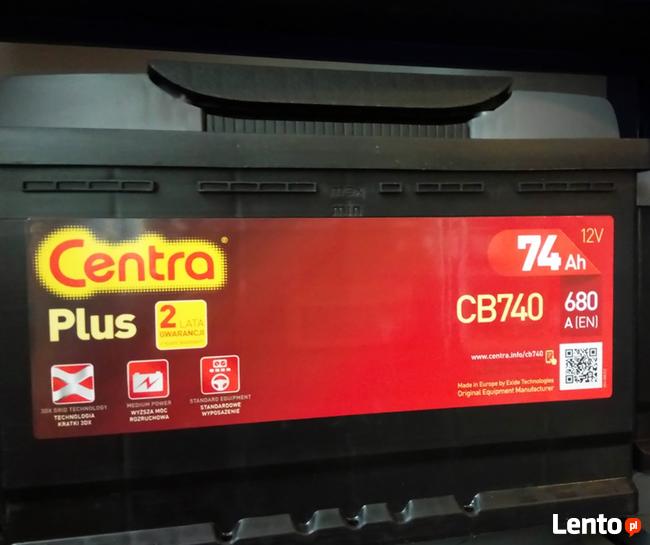 max
min
Centra®
Plus
2 LATA
GWARANCJI
3DX GRID TECHNOLOGY
TECHNOLOGIA
KRATKI 3DX
MEDIUM POWER
WYŻSZA MOC
ROZRUCHOWA
STANDARD EQUIPMENT
STANDARDOWE
WYPOSAŻENIE
12V
74 Ah
CB740
680
A (EN)
www.centra.info/cb740
Made in Europe by Exide Technologies
Original Equipment Manufacturer
Lento.pl